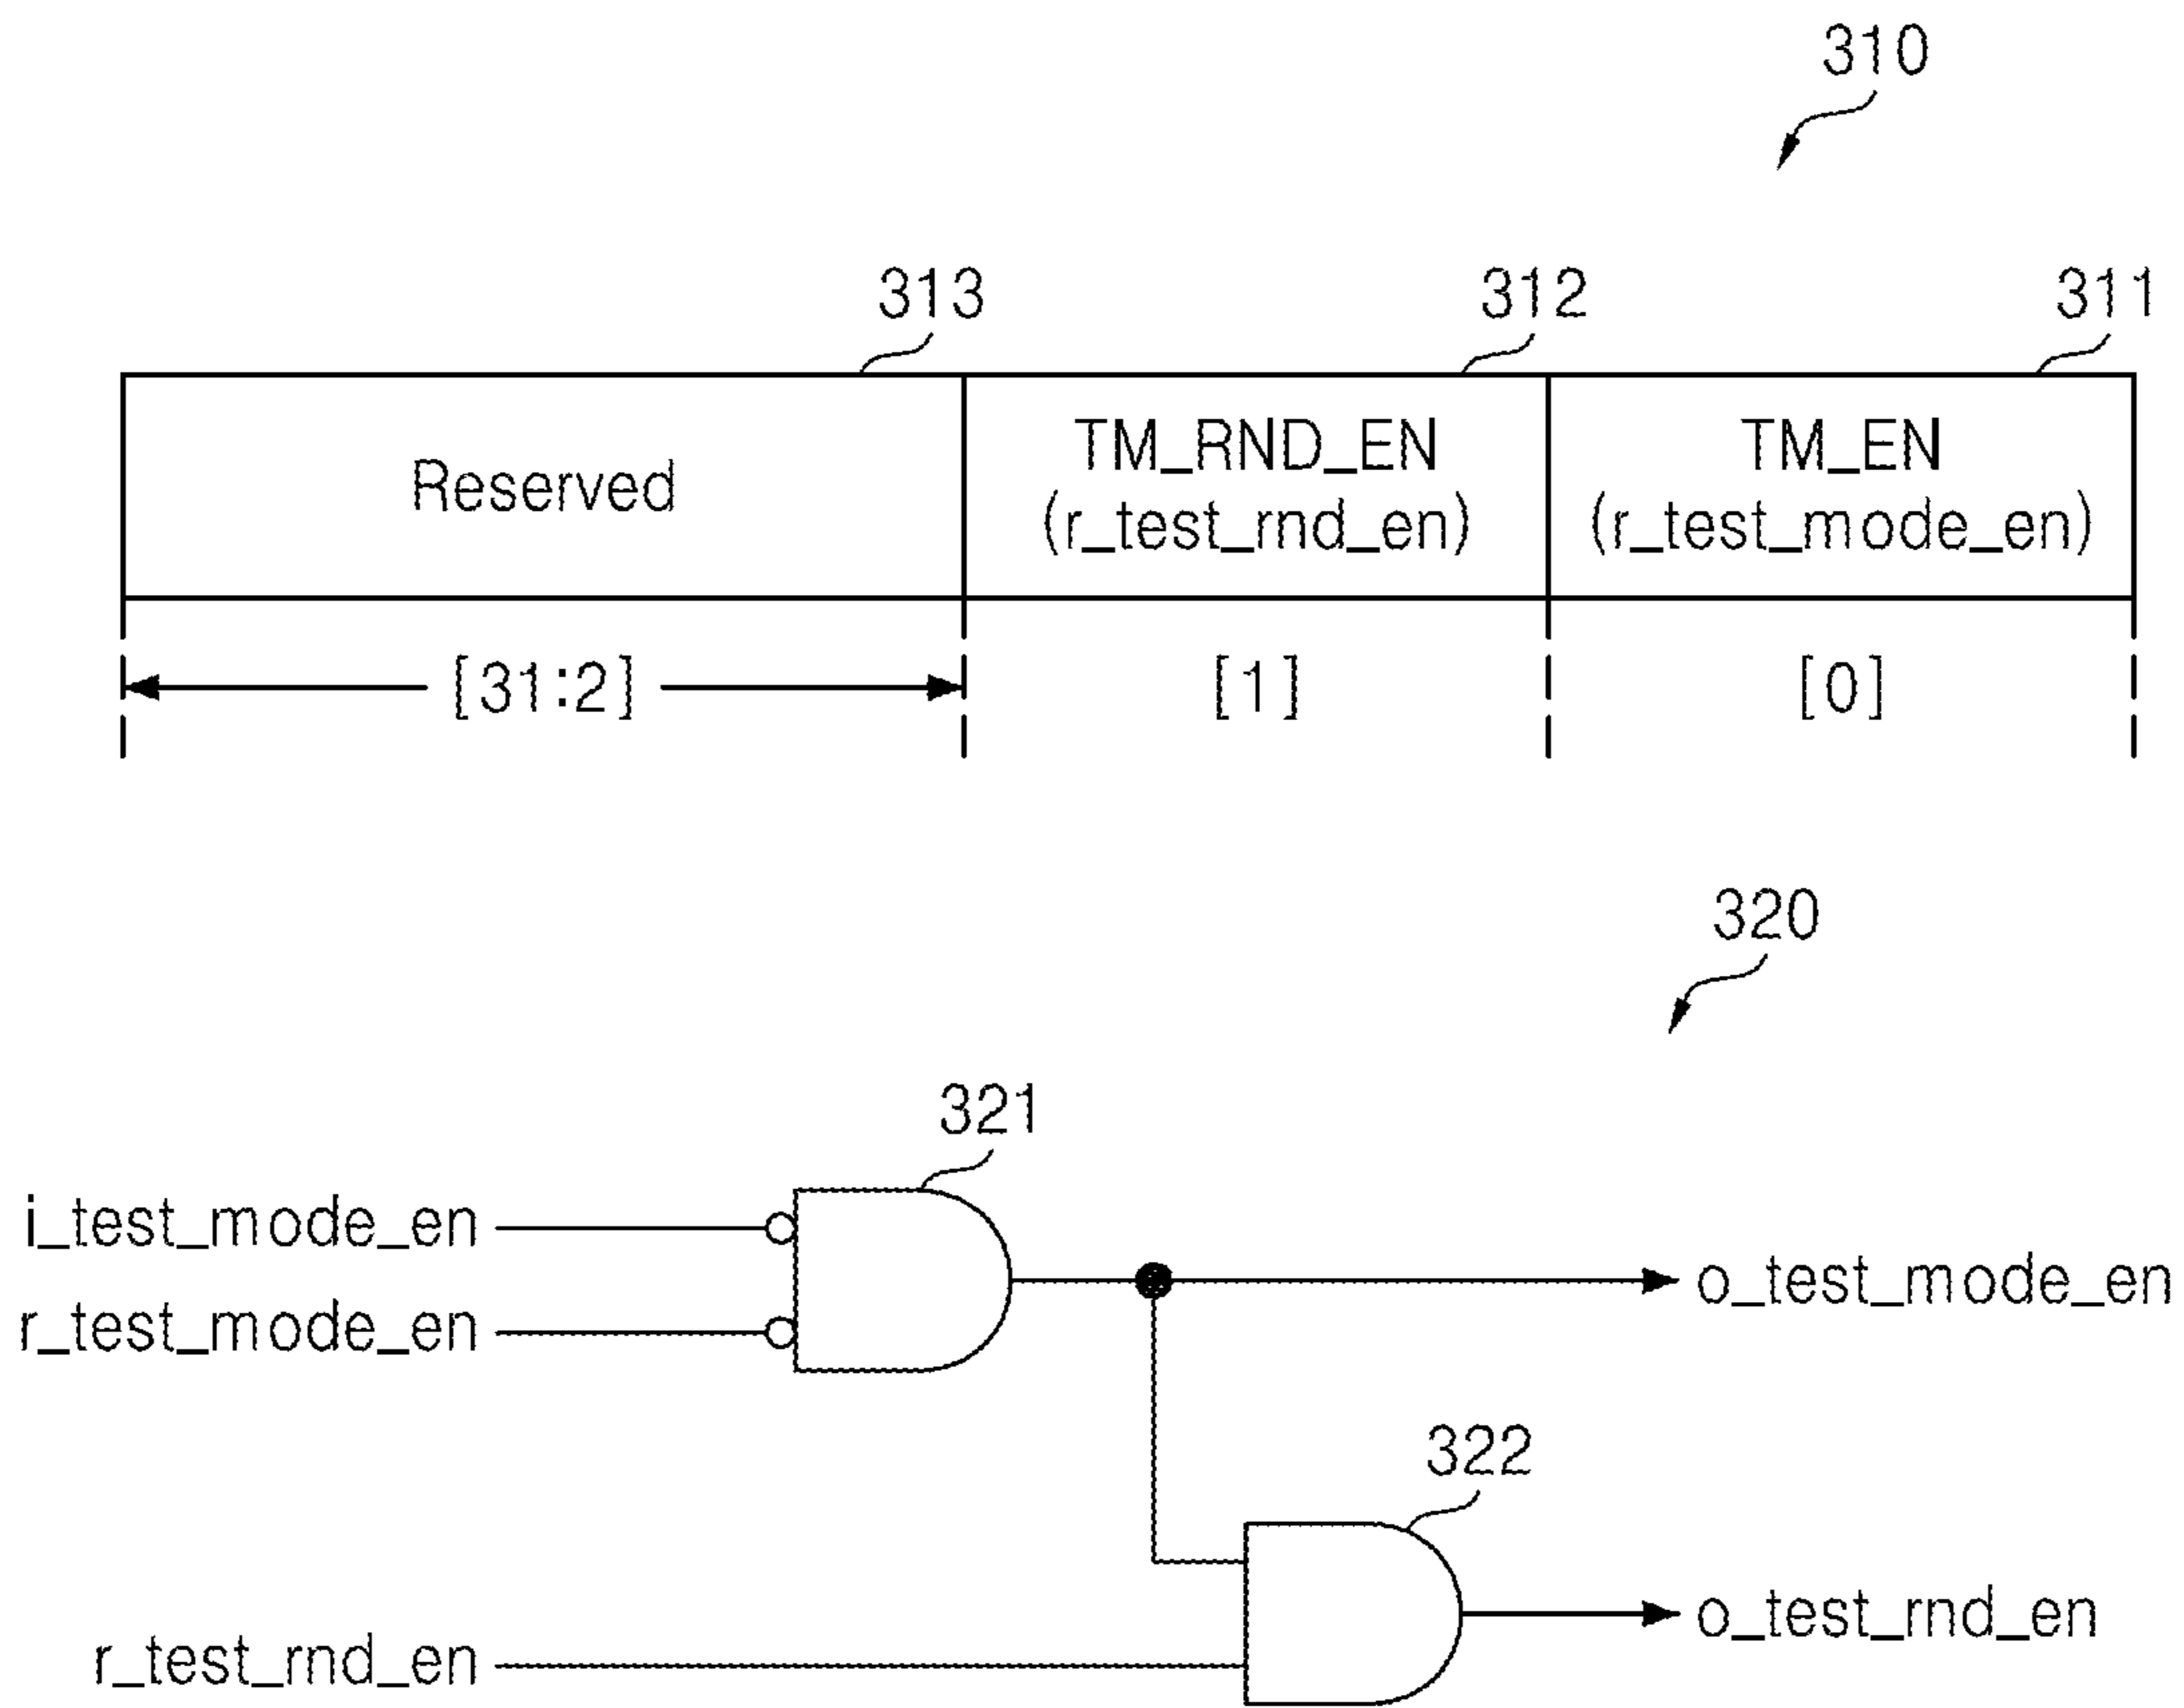 310
313
312
311
Reserved
TM_RND_EN
(r_test_rnd_en)
TM_EN
(r_test_mode_en)
[31:2]
[1]
[0]
320
321
i_test_mode_en
r_test_mode_en
o_test_mode_en
322
r_test_rnd_en
o_test_rnd_en